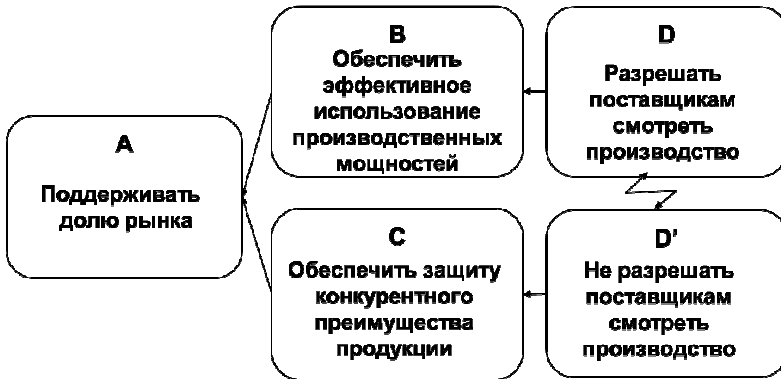 A
Поддерживать
долю рынка
B
Обеспечить
эффективное
использование
производственных
мощностей
C
Обеспечить защиту
конкурентного
преимущества
продукции
D
Разрешать
поставщикам
смотреть
производство
D'
Не разрешать
поставщикам
смотреть
производство